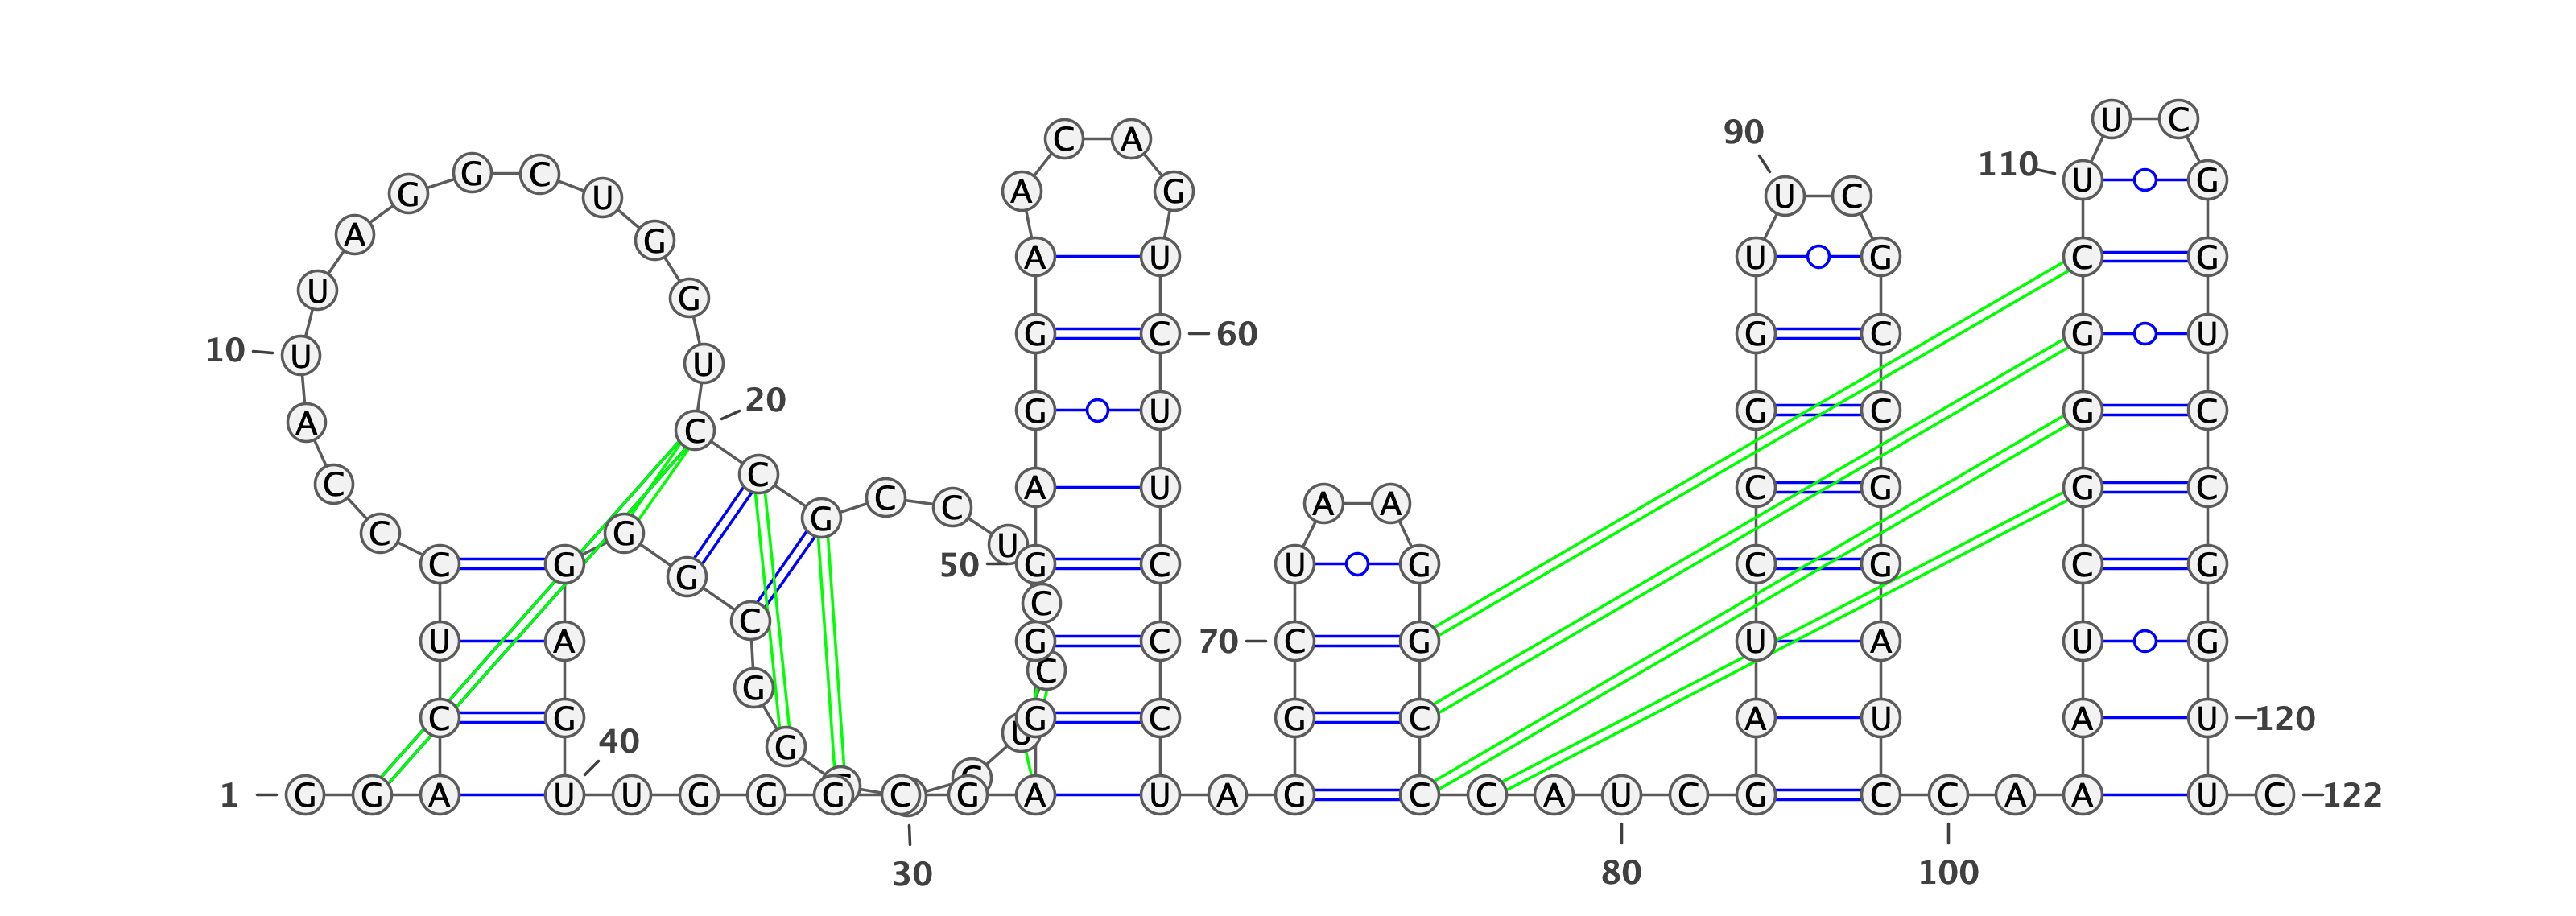 U C
90 C A
110 U G
G C
G U A G U C
A G
A U U G C G
U G
G C 60 G C G U
10 U U
20
G U G C G C
A C
C
C A U C G G C
C C A A
G
C G U
C G G 50 G C U G C G C G
C
C
U A G C 70 C G U A U G
C
G
C G G C G C A U A U 120
U
40
G
1 G G A U U G G G C G A U A G C C A U C G C C A A U C 122
30 80 100